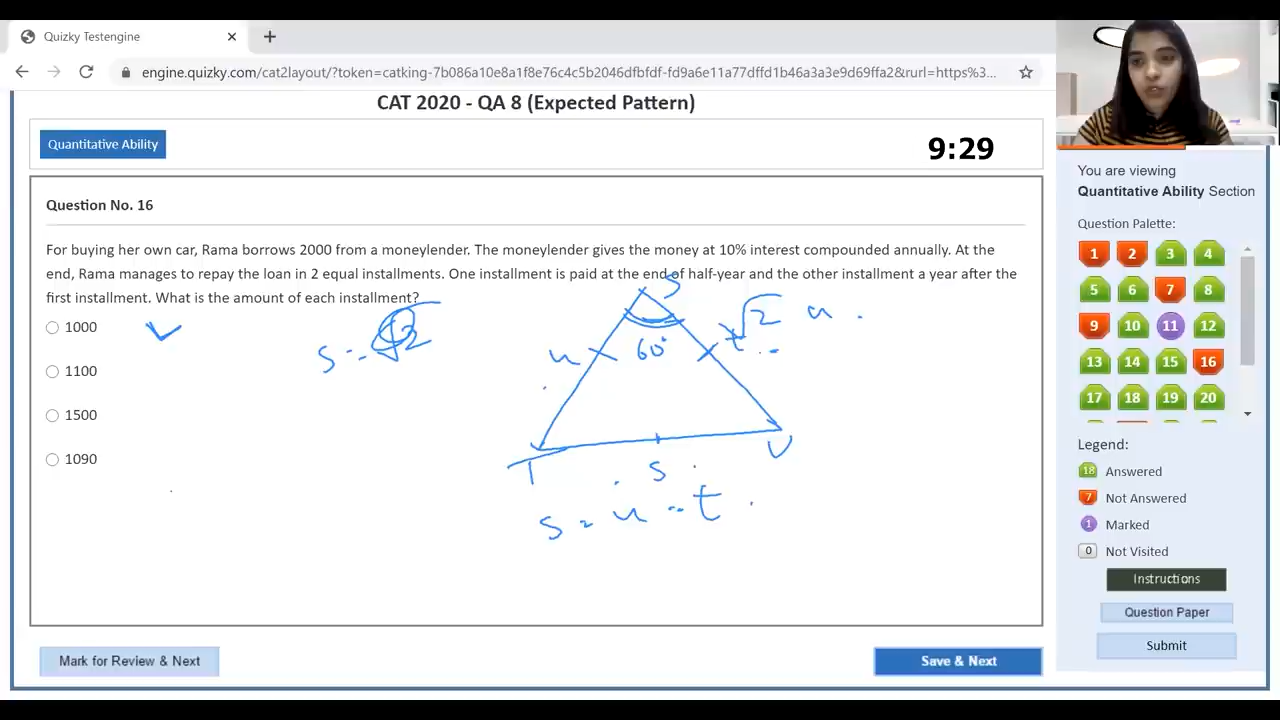 Quizky Testengine
engine.quizky.com/cat2layout/?token=catking-7b086a10e8a1f8e76c4c5b2046dfbfdf-fd9a6e11a77dffd1b46a3a3e9d69ffa2&rurl=https%3...
CAT 2020 - QA 8 (Expected Pattern)
Quantitative Ability
9:29
Question No. 16
For buying her own car, Rama borrows 2000 from a moneylender. The moneylender gives the money at 10% interest compounded annually. At the
end, Rama manages to repay the loan in 2 equal installments. One installment is paid at the end of half-year and the other installment a year after the
first installment. What is the amount of each installment?
1000
1100
1500
1090
S
√2 u
u
60°
t
s = √2
T
U
s
s = u = t
Mark for Review & Next
Save & Next
You are viewing
Quantitative Ability Section
Question Palette:
1 2 3 4
5 6 7 8
9 10 11 12
13 14 15 16
17 18 19 20
Legend:
18 Answered
7 Not Answered
1 Marked
0 Not Visited
Instructions
Question Paper
Submit